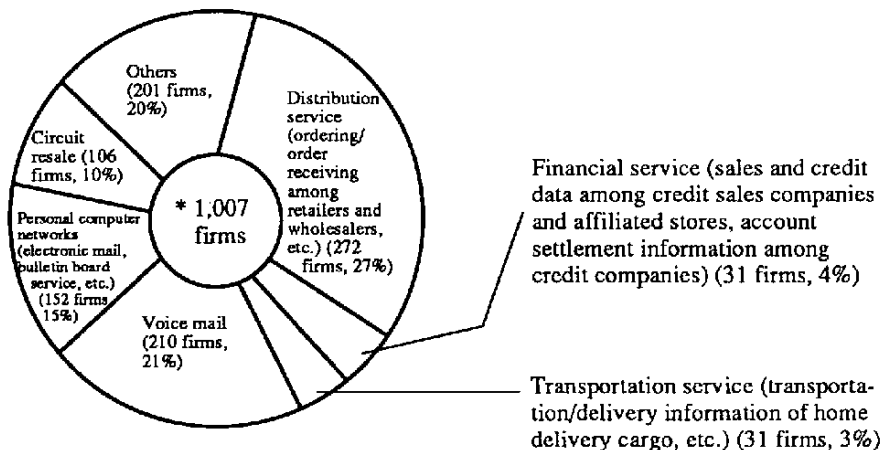 Others
(201 firms,
20%)
Distribution
service
(ordering/
order
receiving
among
retailers and
wholesalers,
etc.) (272
firms, 27%)
Financial service (sales and credit
data among credit sales companies
and affiliated stores, account
settlement information among
credit companies) (31 firms, 4%)
Transportation service (transporta-
tion/delivery information of home
delivery cargo, etc.) (31 firms, 3%)
Voice mail
(210 firms,
21%)
Personal computer
networks
(electronic mail,
bulletin board
service, etc.)
(152 firms
15%)
Circuit
resale (106
firms, 10%)
* 1,007
firms